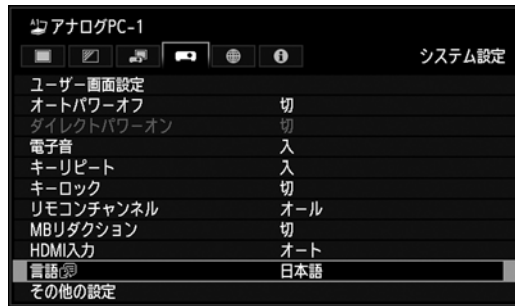 アナログPC-1
システム設定
ユーザー画面設定
オートパワーオフ 切
ダイレクトパワーオン 切
電子音 入
キーリピート 入
キーロック 切
リモコンチャンネル オール
MBリダクション 切
HDMI入力 オート
言語 日本語
その他の設定